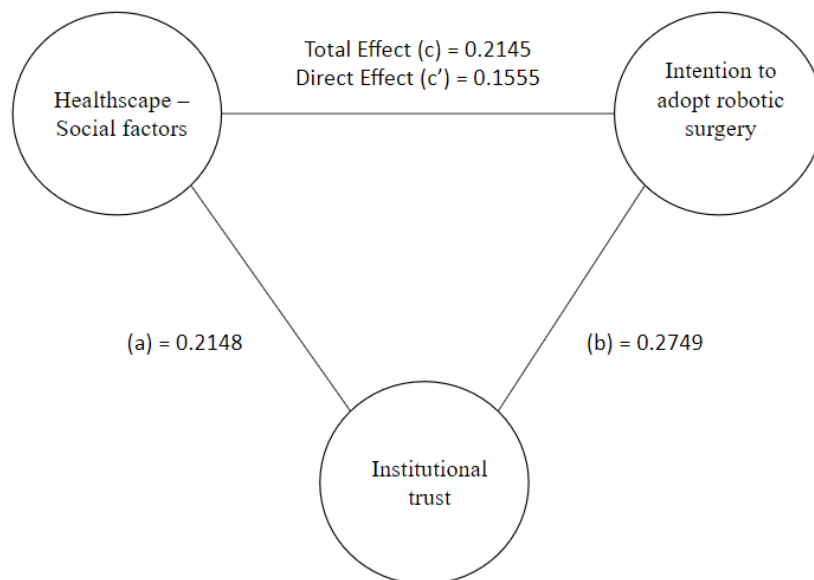 Total Effect (c) = 0.2145
Direct Effect (c’) = 0.1555
Healthscape –
Social factors
Intention to
adopt robotic
surgery
(a) = 0.2148
(b) = 0.2749
Institutional
trust